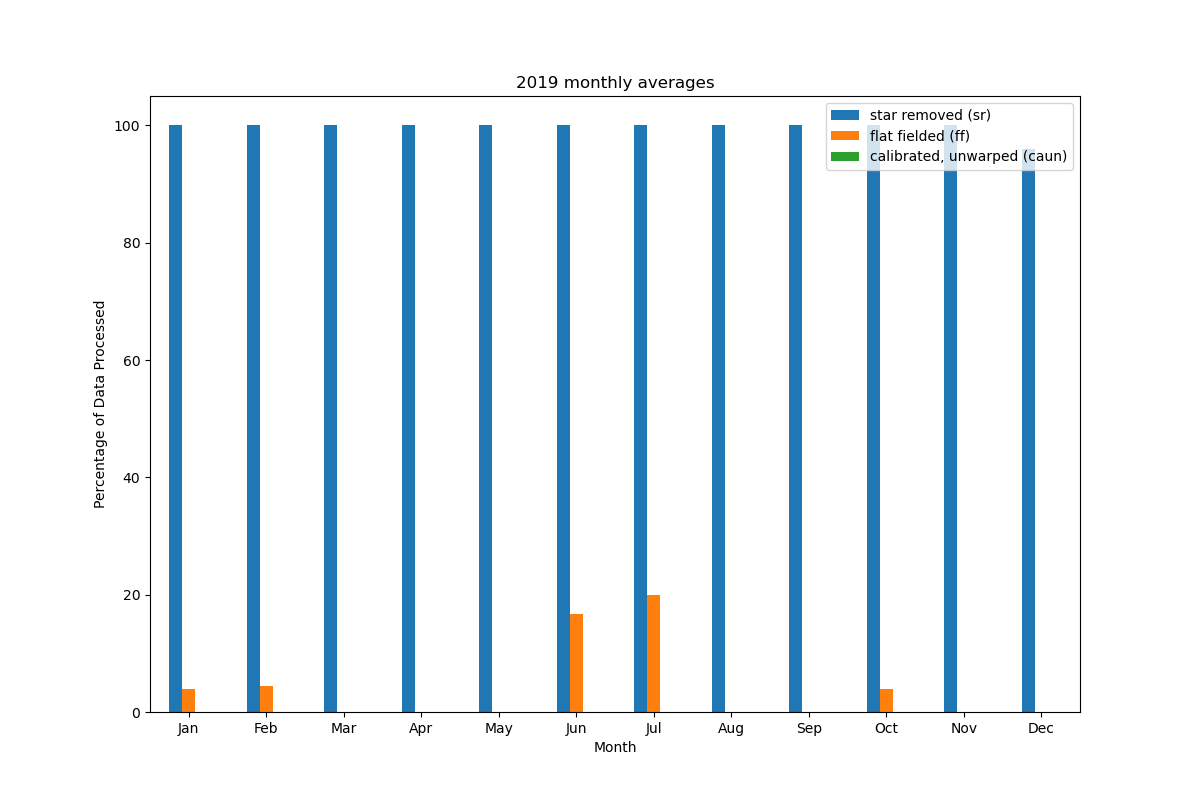 2019 monthly averages
star removed (sr)
flat fielded (ff)
calibrated, unwarped (caun)
Percentage of Data Processed
100
80
60
40
20
0
Jan Feb Mar Apr May Jun Jul Aug Sep Oct Nov Dec
Month